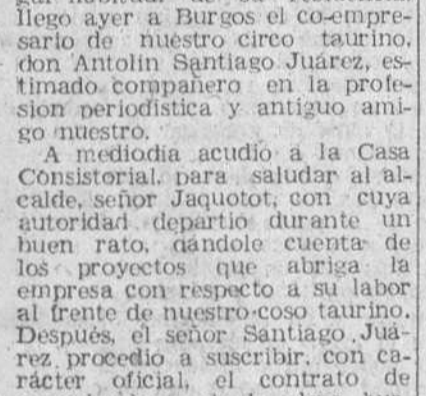 llego ayer a Burgos el co-empre-
sario de nuestro circo taurino,
don Antolín Santiago Juárez, es-
timado compañero en la profe-
sion periodística y antiguo ami-
go nuestro.
A mediodía acudió a la Casa
Consistorial, para saludar al al-
calde, señor Jaquotot, con cuya
autoridad departió durante un
buen rato, dándole cuenta de
los proyectos que abriga la
empresa con respecto a su labor
al frente de nuestro coso taurino.
Después, el señor Santiago Juá-
rez procedio a suscribir, con ca-
rácter oficial, el contrato de